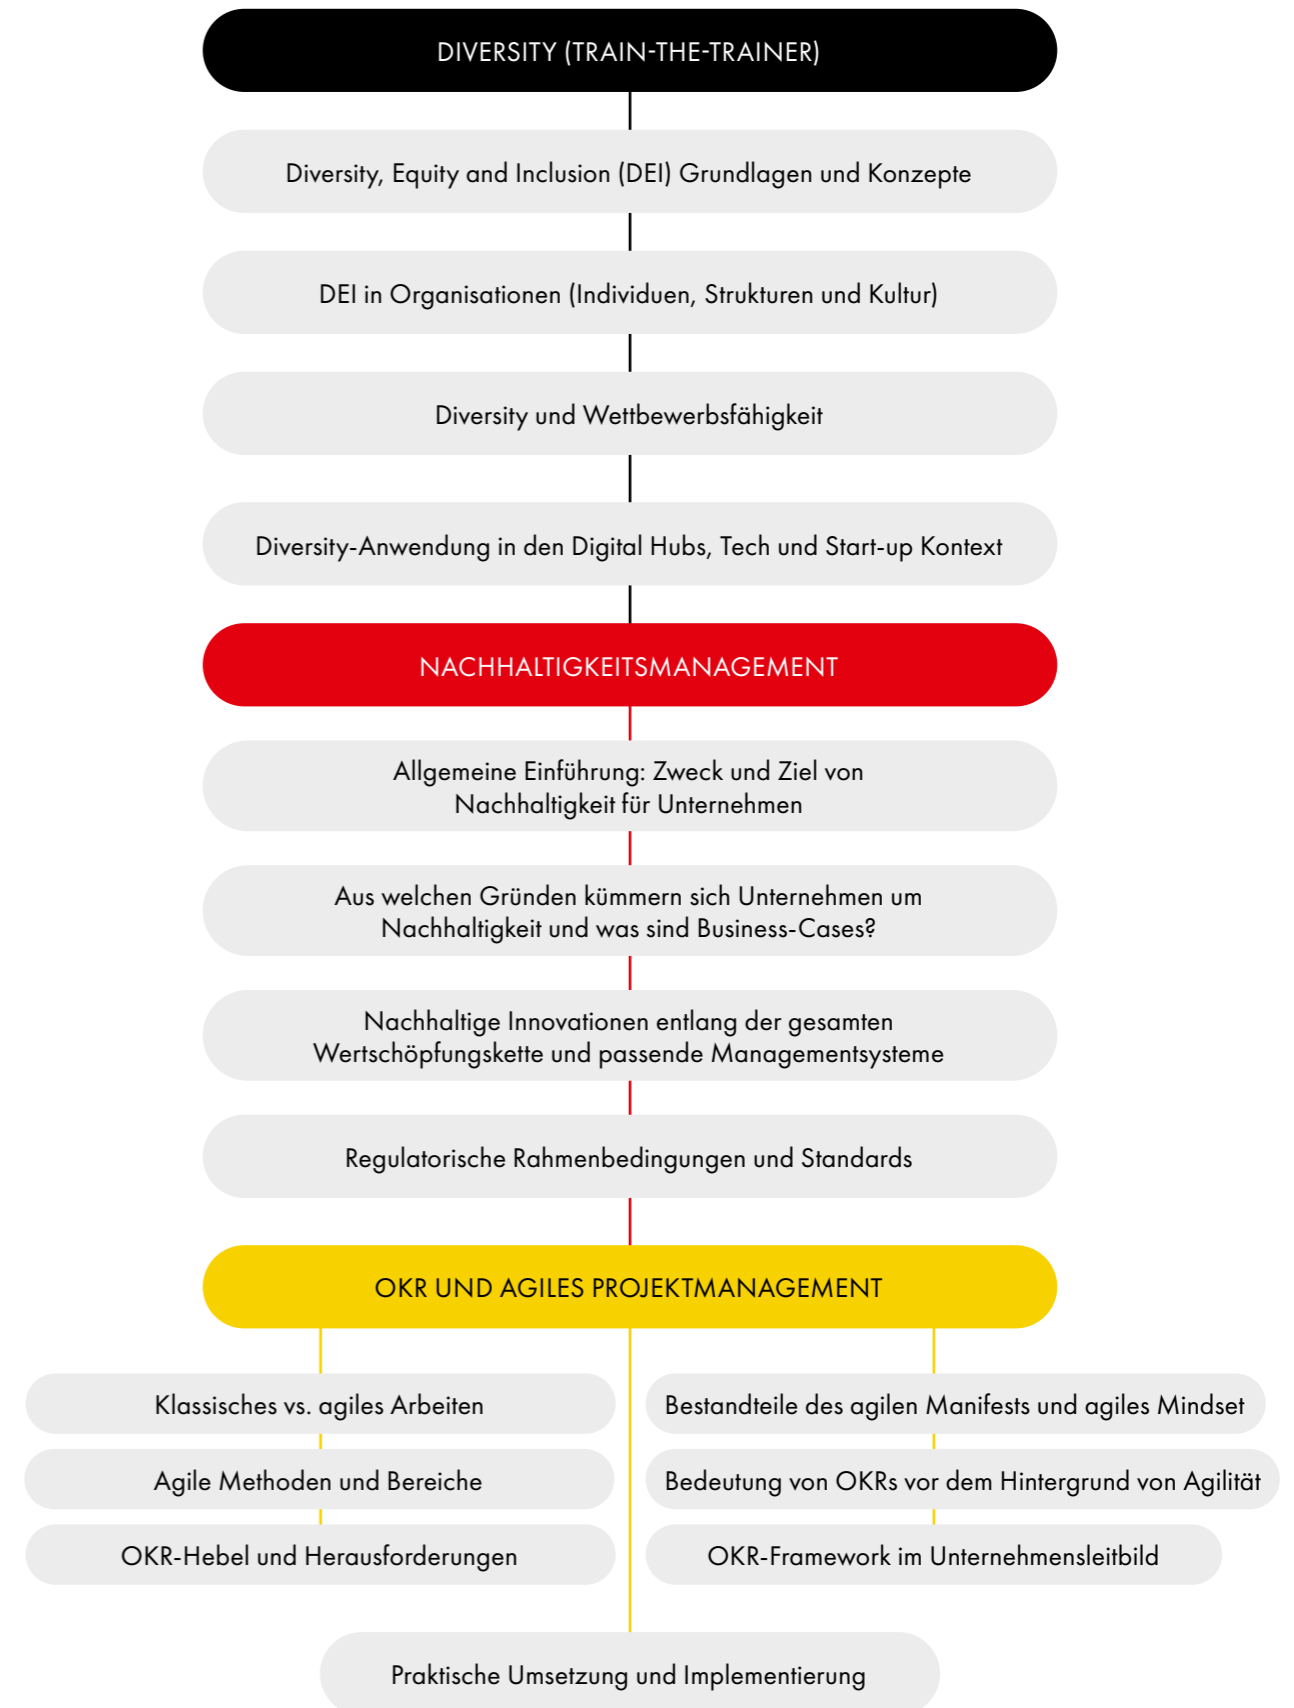 DIVERSITY (TRAIN-THE-TRAINER)
Diversity, Equity and Inclusion (DEI) Grundlagen und Konzepte
DEI in Organisationen (Individuen, Strukturen und Kultur)
Diversity und Wettbewerbsfähigkeit
Diversity-Anwendung in den Digital Hubs, Tech und Start-up Kontext
NACHHALTIGKEITSMANAGEMENT
Allgemeine Einführung: Zweck und Ziel von
Nachhaltigkeit für Unternehmen
Aus welchen Gründen kümmern sich Unternehmen um
Nachhaltigkeit und was sind Business-Cases?
Nachhaltige Innovationen entlang der gesamten
Wertschöpfungskette und passende Managementsysteme
Regulatorische Rahmenbedingungen und Standards
OKR UND AGILES PROJEKTMANAGEMENT
Klassisches vs. agiles Arbeiten
Bestandteile des agilen Manifests und agiles Mindset
Agile Methoden und Bereiche
Bedeutung von OKRs vor dem Hintergrund von Agilität
OKR-Hebel und Herausforderungen
OKR-Framework im Unternehmensleitbild
Praktische Umsetzung und Implementierung